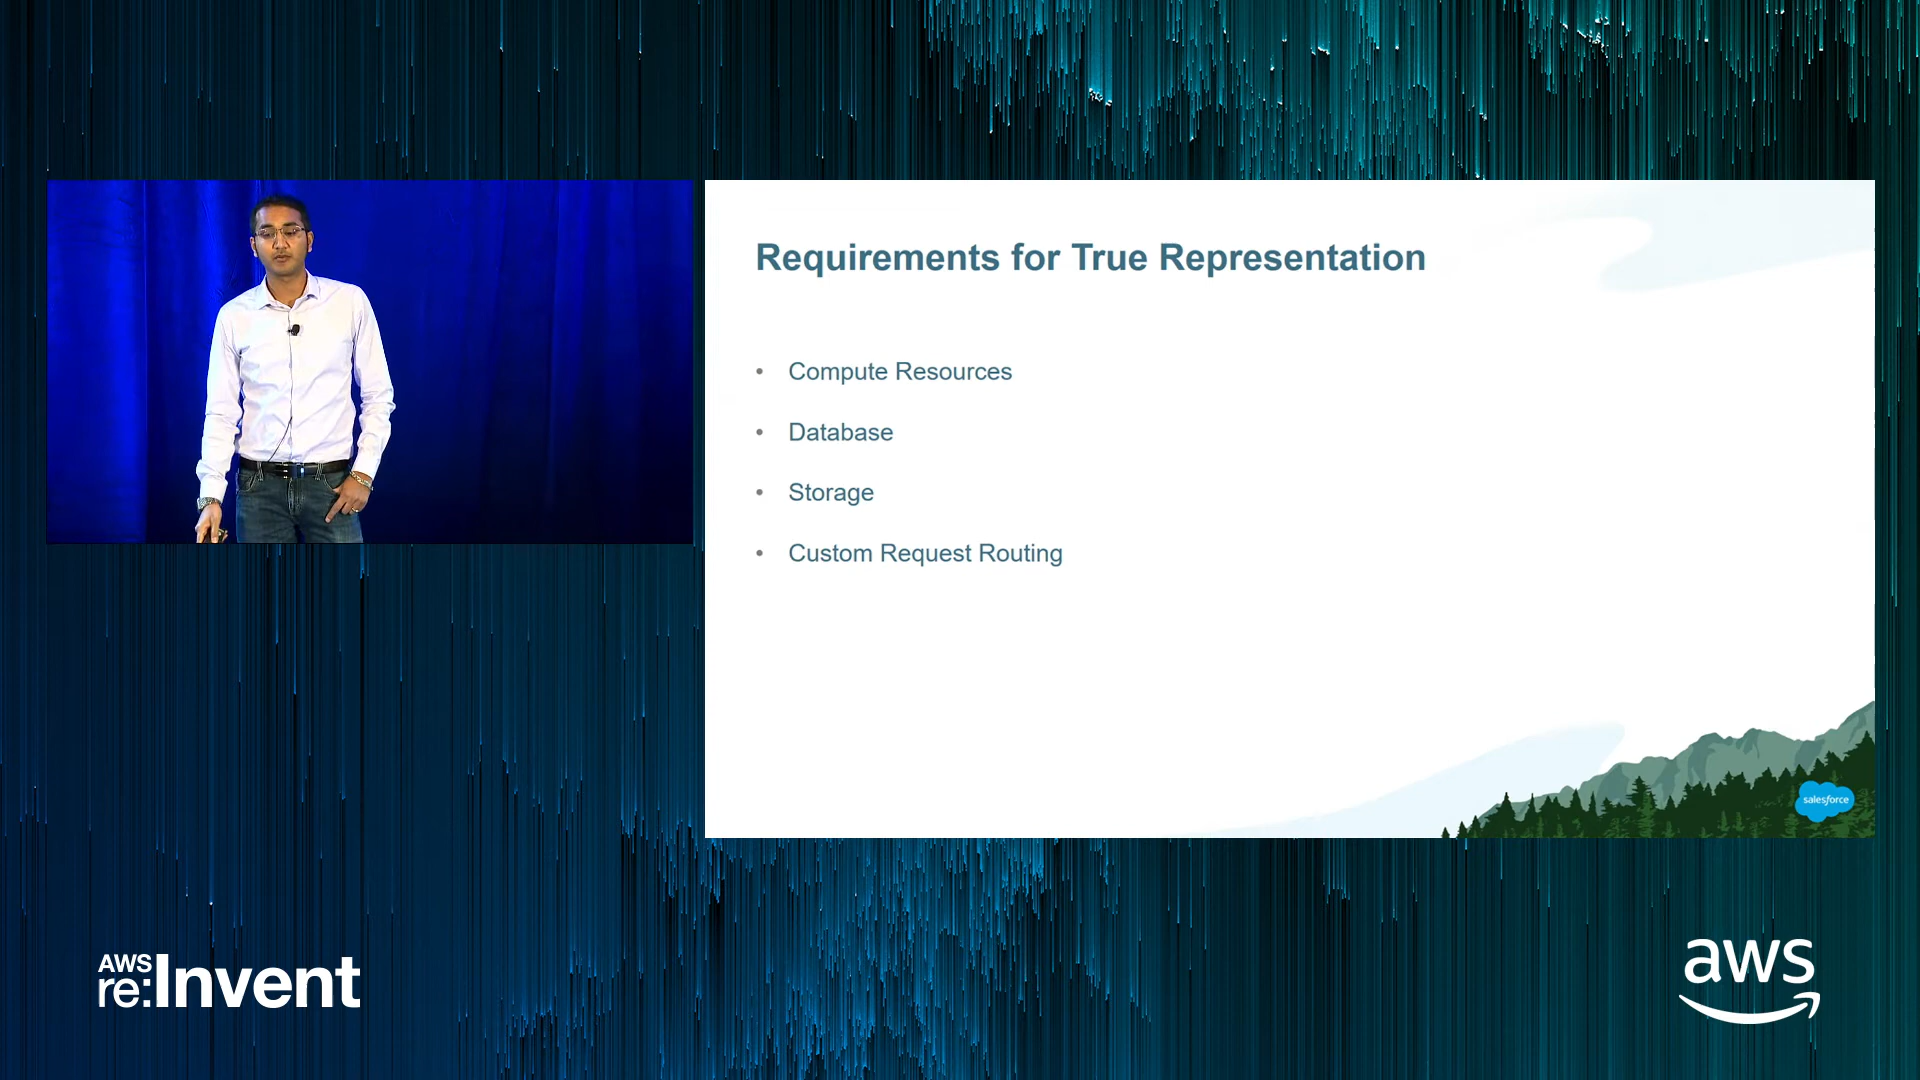 Requirements for True Representation
• Compute Resources
• Database
• Storage
• Custom Request Routing
salesforce
AWS
re:Invent
aws